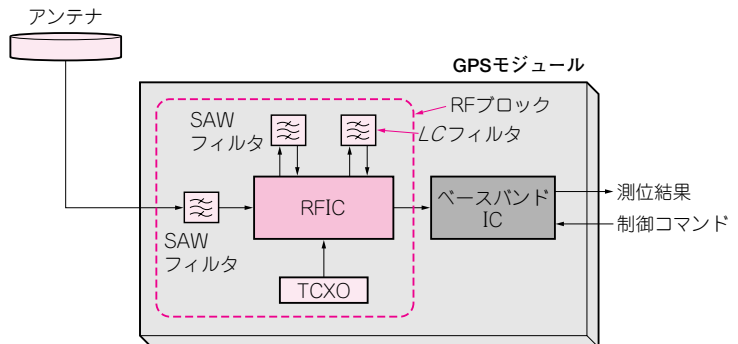 アンテナ
GPSモジュール
RFブロック
SAW
フィルタ
LCフィルタ
RFIC
ベースバンド
IC
測位結果
制御コマンド
SAW
フィルタ
TCXO